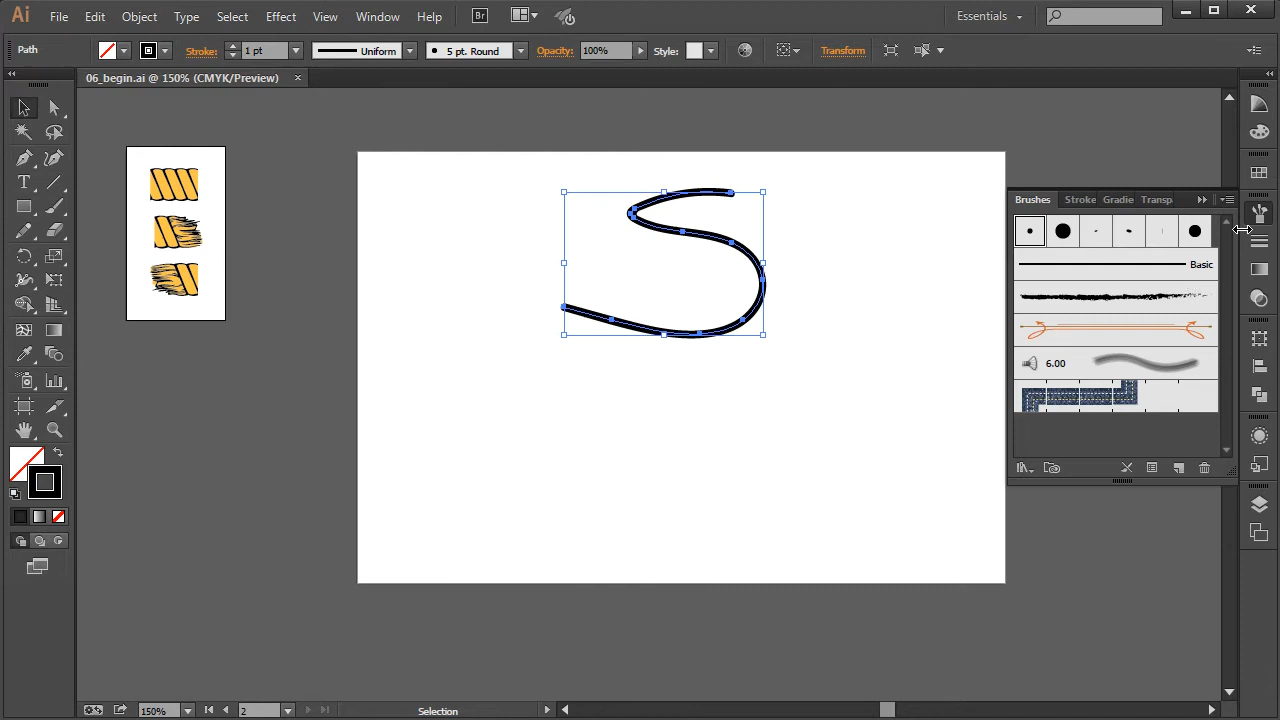 Ai File Edit Object Type Select Effect View Window Help Br Essentials
Path Stroke: 1 pt Uniform 5 pt. Round Opacity: 100% Style: Transform
06_begin.ai @ 150% (CMYK/Preview)
Brushes Stroke Gradie Transp
Basic
6.00
150% 2 Selection